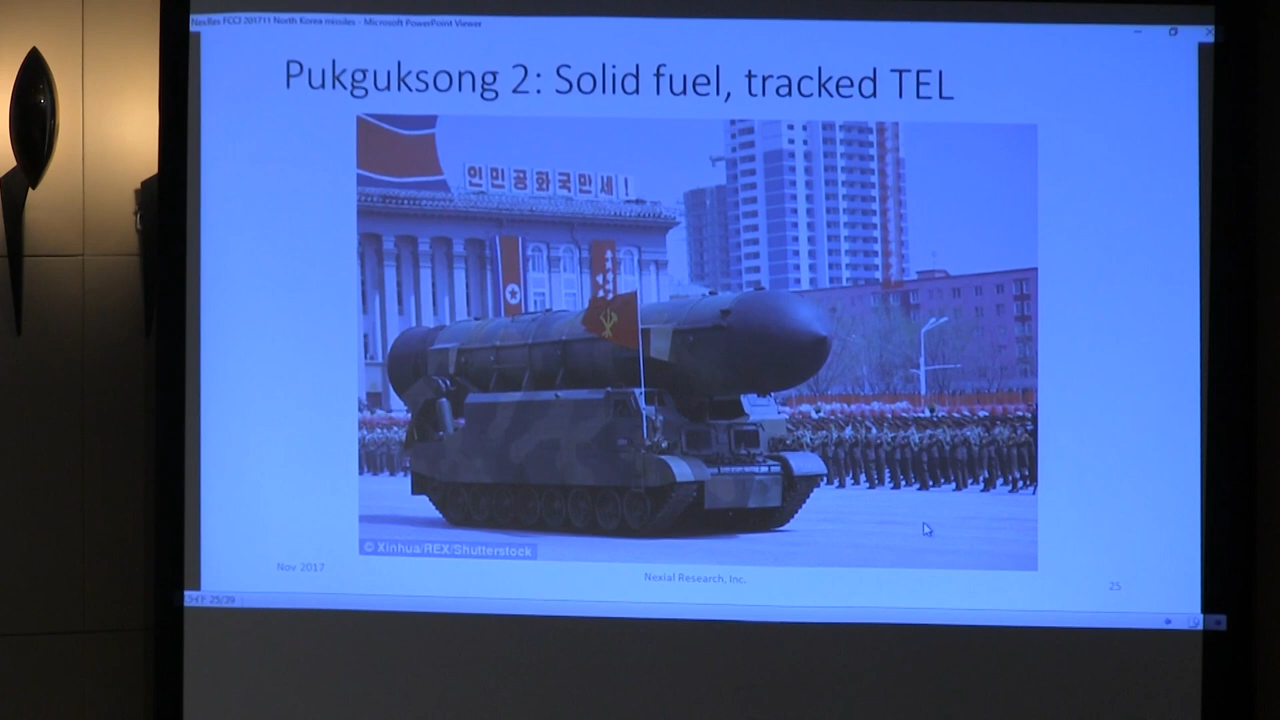 NexRes FCCJ 201711 North Korea missiles - Microsoft PowerPoint Viewer
Pukguksong 2: Solid fuel, tracked TEL
인민공화국만세!
© Xinhua/REX/Shutterstock
Nov 2017
Nexial Research, Inc.
25
25/39